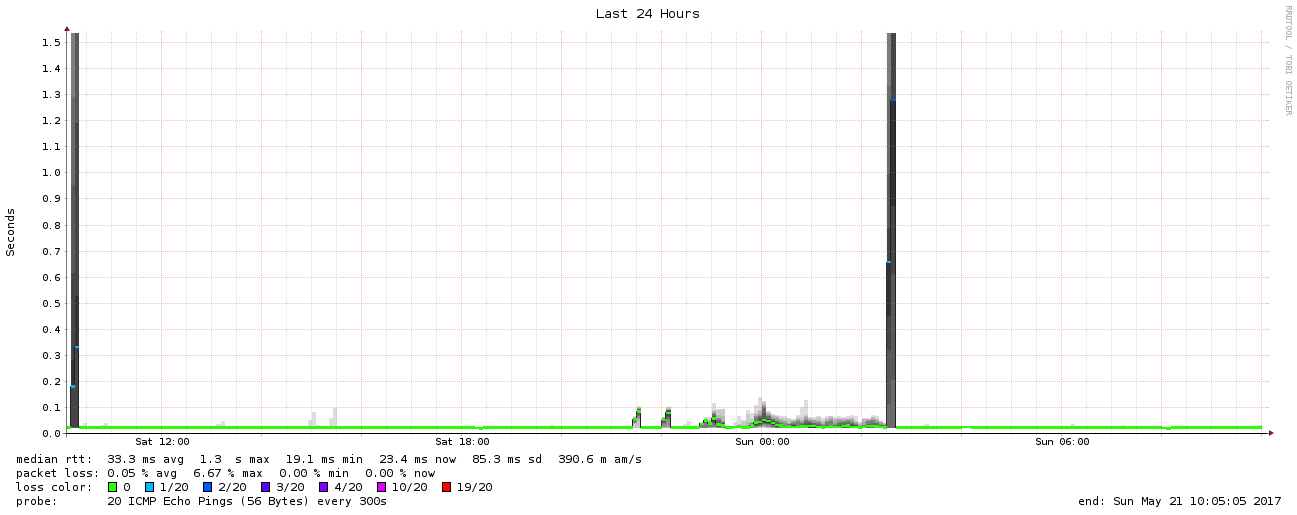 Last 24 Hours
RRDTOOL / TOBI OETIKER
Seconds
1.5
1.4
1.3
1.2
1.1
1.0
0.9
0.8
0.7
0.6
0.5
0.4
0.3
0.2
0.1
0.0
Sat 12:00 Sat 18:00 Sun 00:00 Sun 06:00
median rtt: 33.3 ms avg 1.3 s max 19.1 ms min 23.4 ms now 85.3 ms sd 390.6 m am/s
packet loss: 0.05 % avg 6.67 % max 0.00 % min 0.00 % now
loss color: 0 1/20 2/20 3/20 4/20 10/20 19/20
probe: 20 ICMP Echo Pings (56 Bytes) every 300s end: Sun May 21 10:05:05 2017